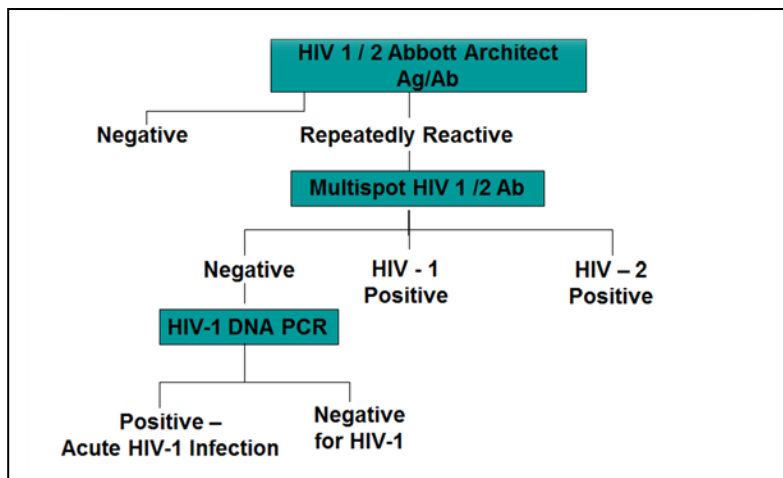 HIV 1 / 2 Abbott Architect
Ag/Ab
Negative
Repeatedly Reactive
Multispot HIV 1 /2 Ab
Negative
HIV - 1
Positive
HIV – 2
Positive
HIV-1 DNA PCR
Positive –
Acute HIV-1 Infection
Negative
for HIV-1